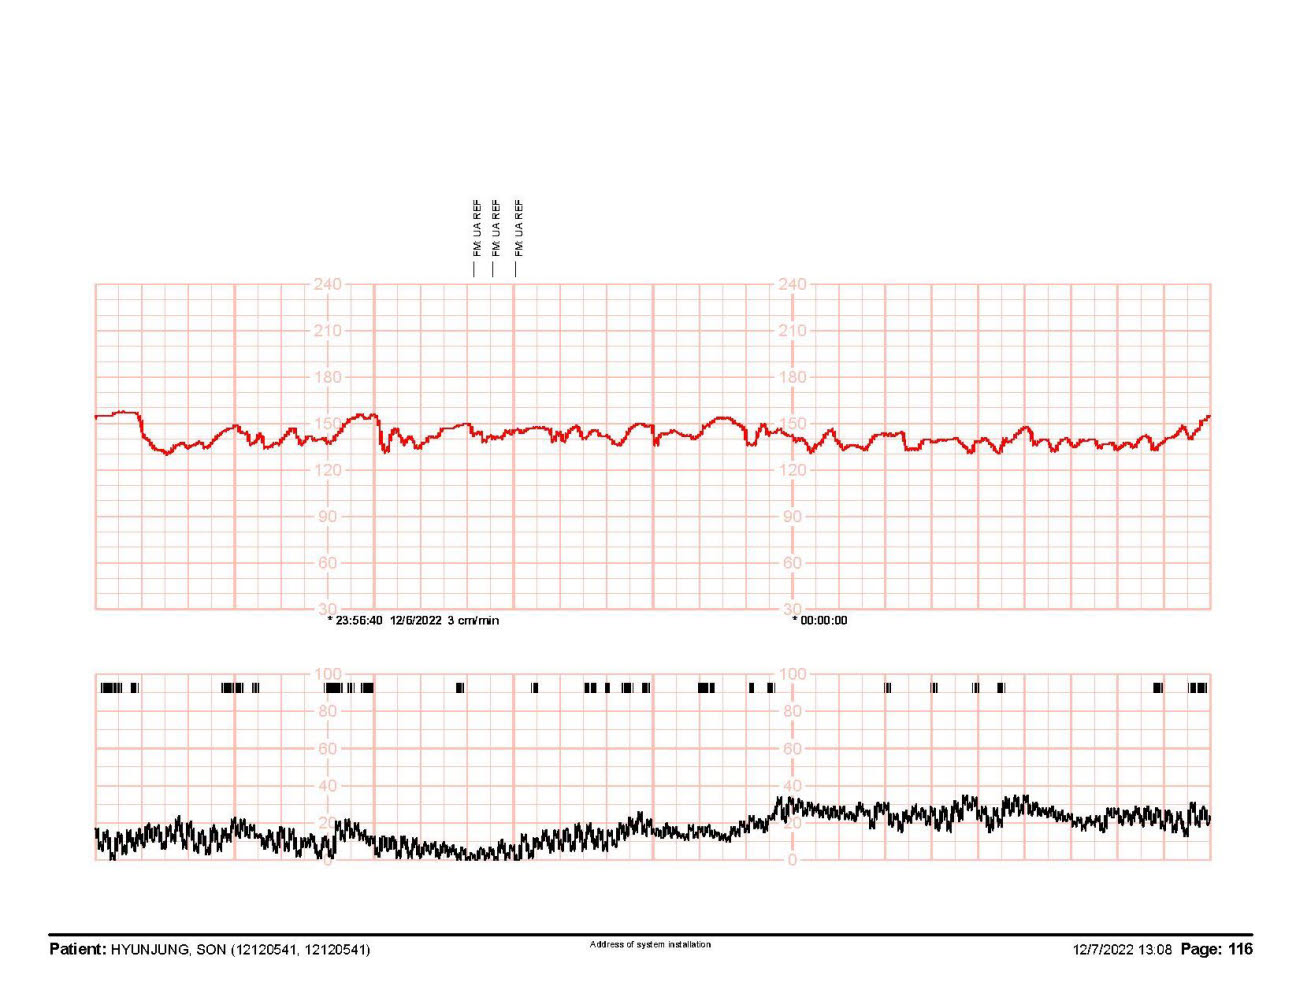 FM: UA REF
FM: UA REF
FM: UA REF
240 240
210 210
180 180
150 150
120 120
90 90
60 60
30 30
* 23:56:40 12/6/2022 3 cm/min * 00:00:00
100 100
80 80
60 60
40 40
20 20
0 0
Patient: HYUNJUNG, SON (12120541, 12120541) Address of system installation 12/7/2022 13:08 Page: 116